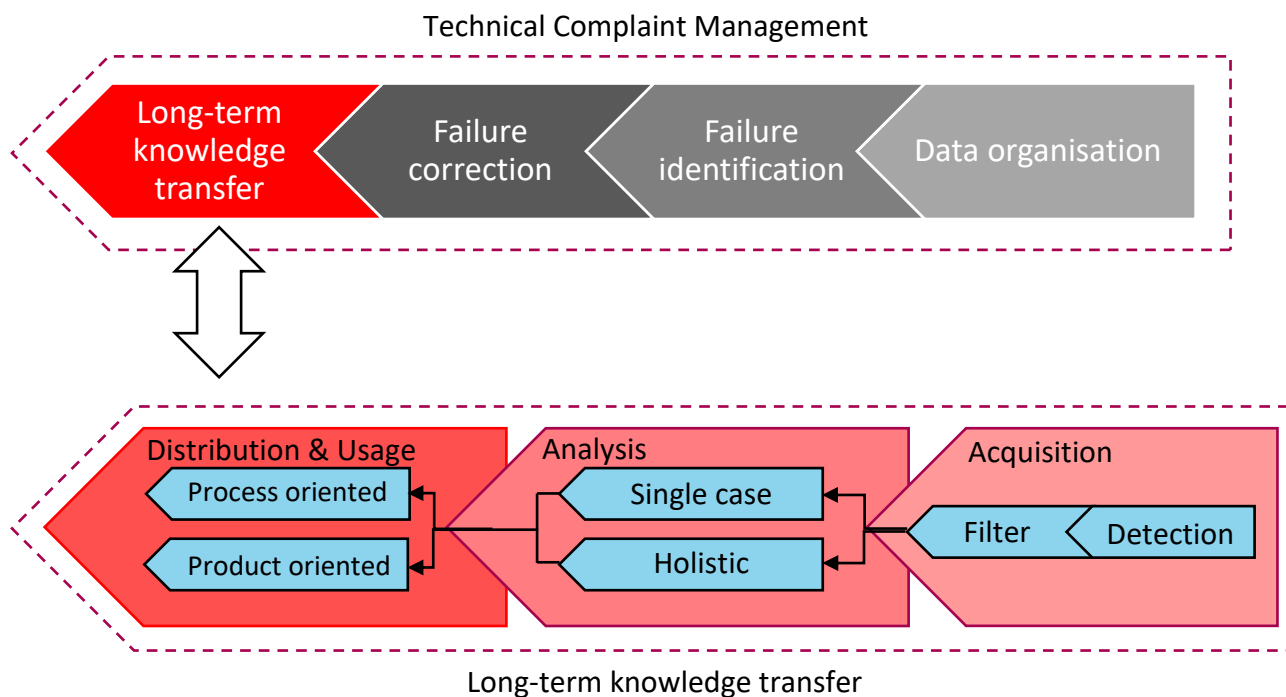 Technical Complaint Management
Long-term
knowledge
transfer
Failure
correction
Failure
identification
Data organisation
Distribution & Usage
Process oriented
Product oriented
Analysis
Single case
Holistic
Acquisition
Filter
Detection
Long-term knowledge transfer